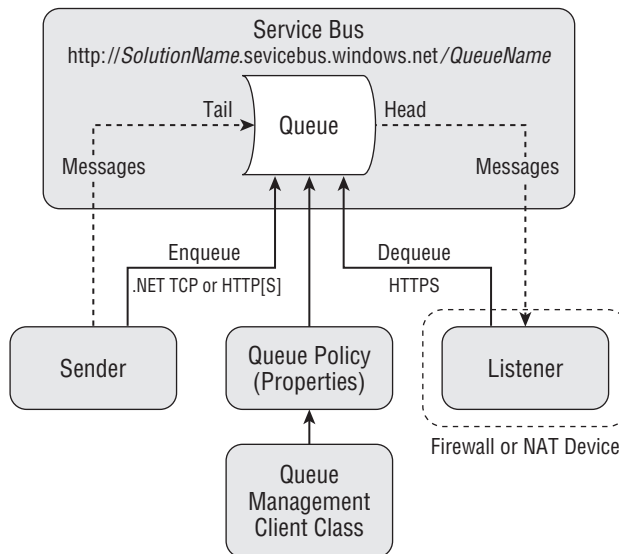 Service Bus
http://SolutionName.sevicebus.windows.net/QueueName
Tail
Queue
Head
Messages
Messages
Enqueue
.NET TCP or HTTP[S]
Dequeue
HTTPS
Sender
Queue Policy
(Properties)
Listener
Firewall or NAT Device
Queue
Management
Client Class